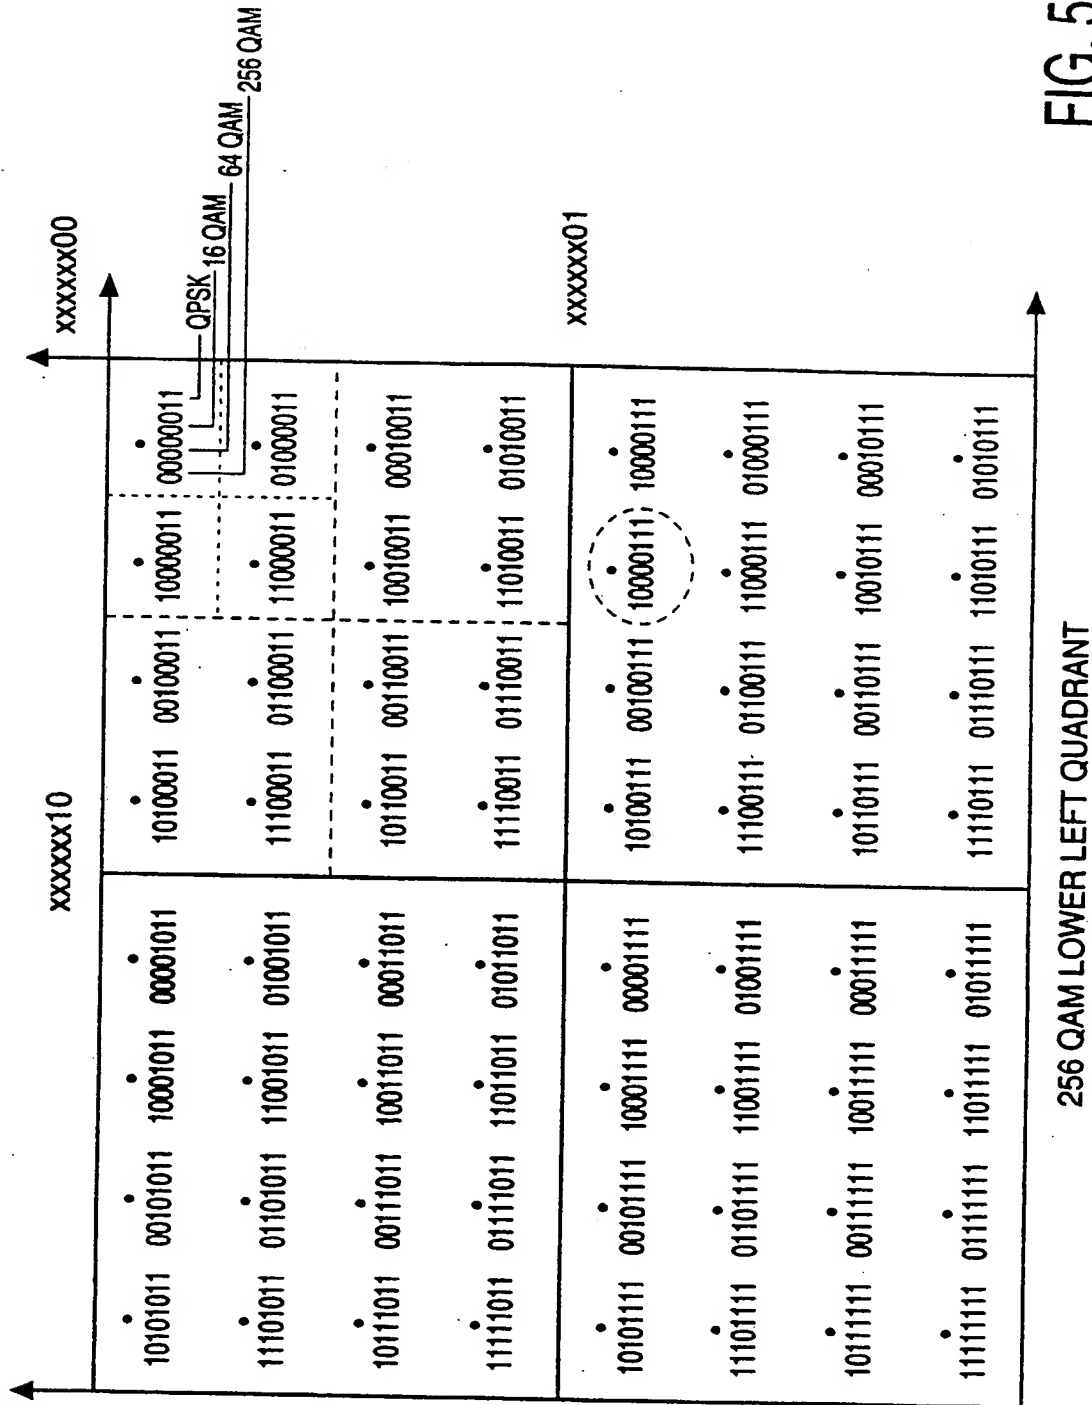 xxxxxx10 xxxxxx00
QPSK
16 QAM
64 QAM
256 QAM
10101011 00101011 10001011 00001011 10100011 00100011 10000011 00000011
11101011 01101011 11001011 01001011 11100011 01100011 11000011 01000011
10111011 00111011 10011011 00011011 10110011 00110011 10010011 00010011
11111011 01111011 11011011 01011011 11110011 01110011 11010011 01010011
xxxxxx01
10101111 00101111 10001111 00001111 10100111 00100111 10000111 10000111
11101111 01101111 11001111 01001111 11100111 01100111 11000111 01000111
10111111 00111111 10011111 00011111 10110111 00110111 10010111 00010111
11111111 01111111 11011111 01011111 11110111 01110111 11010111 01010111
256 QAM LOWER LEFT QUADRANT
FIG. 5